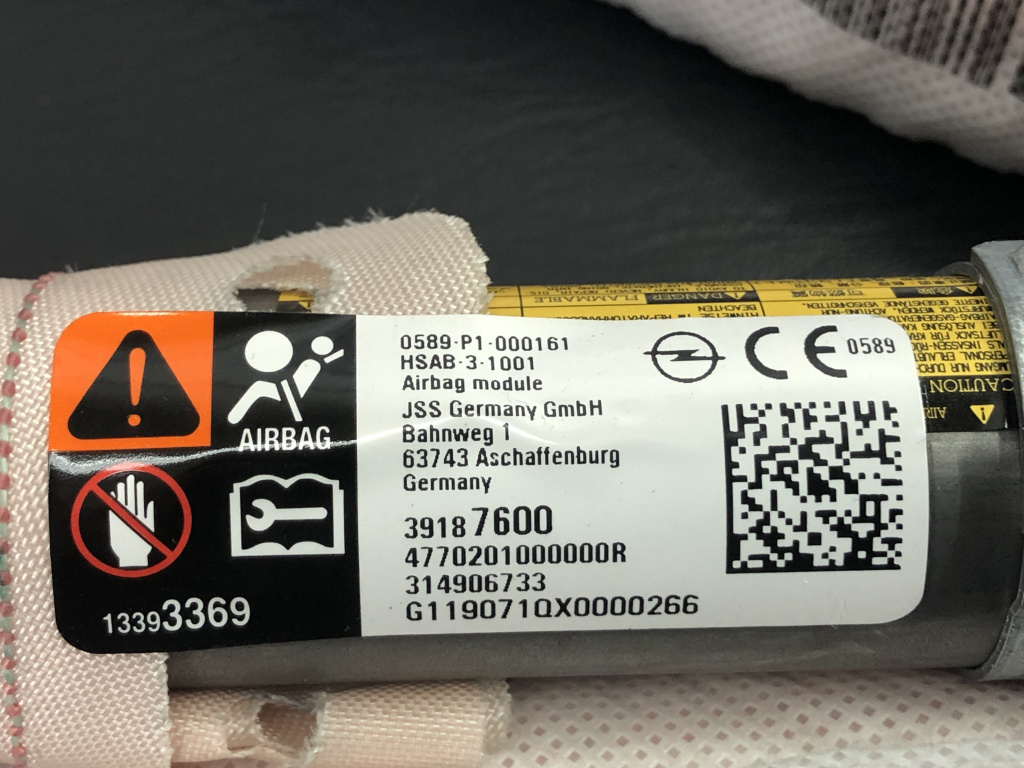 AIRBAG
13393369
0589-P1-000161
HSAB-3-1001
Airbag module
JSS Germany GmbH
Bahnweg 1
63743 Aschaffenburg
Germany
39187600
4770201000000R
314906733
G119071QX0000266
CE 0589
DANGER FLAMMABLE
BEACHTEN
CAUTION